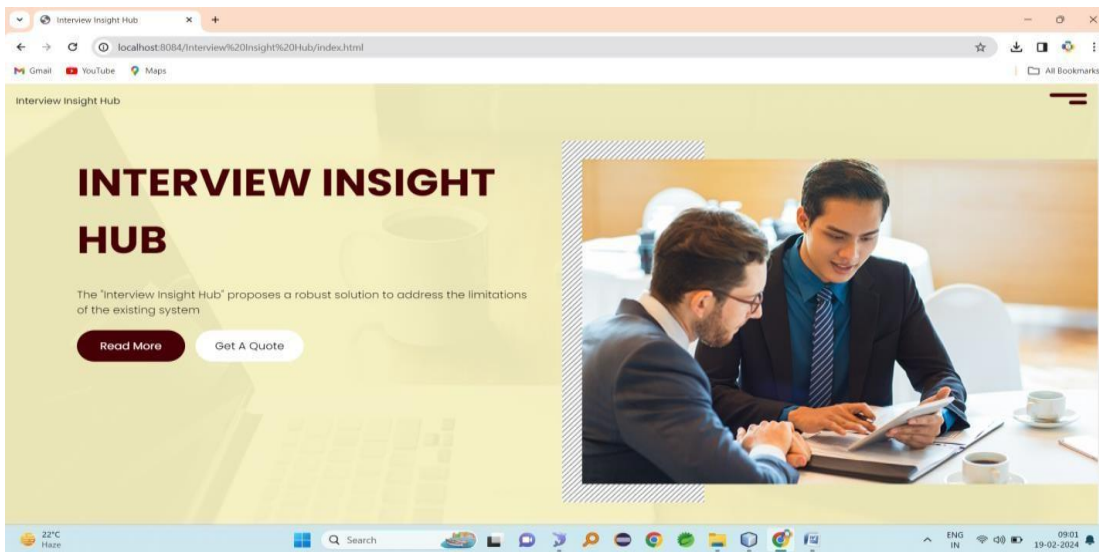 Interview Insight Hub
localhost:8084/Interview%20Insight%20Hub/index.html
Gmail YouTube Maps All Bookmarks
Interview Insight Hub
INTERVIEW INSIGHT
HUB
The "Interview Insight Hub" proposes a robust solution to address the limitations
of the existing system
Read More Get A Quote
22°C
Haze
Search
ENG
IN
09:01
19-02-2024